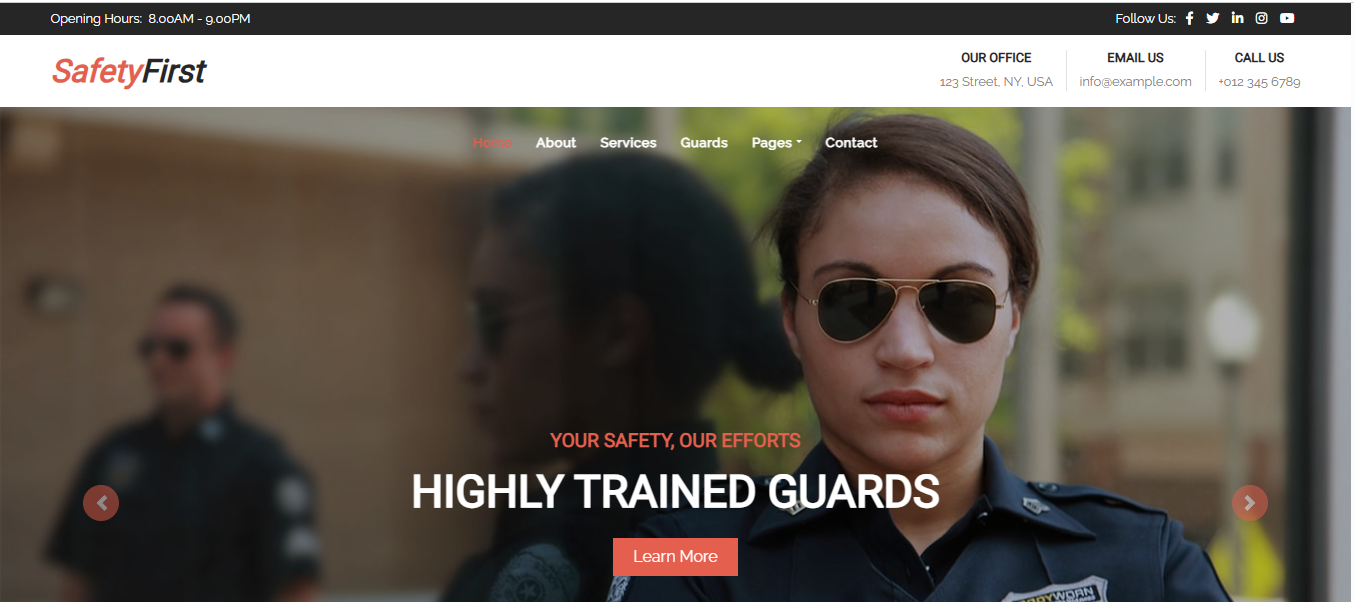 Opening Hours: 8.00AM - 9.00PM
Follow Us:
SafetyFirst
OUR OFFICE
123 Street, NY, USA
EMAIL US
info@example.com
CALL US
+012 345 6789
Home About Services Guards Pages Contact
YOUR SAFETY, OUR EFFORTS
HIGHLY TRAINED GUARDS
Learn More